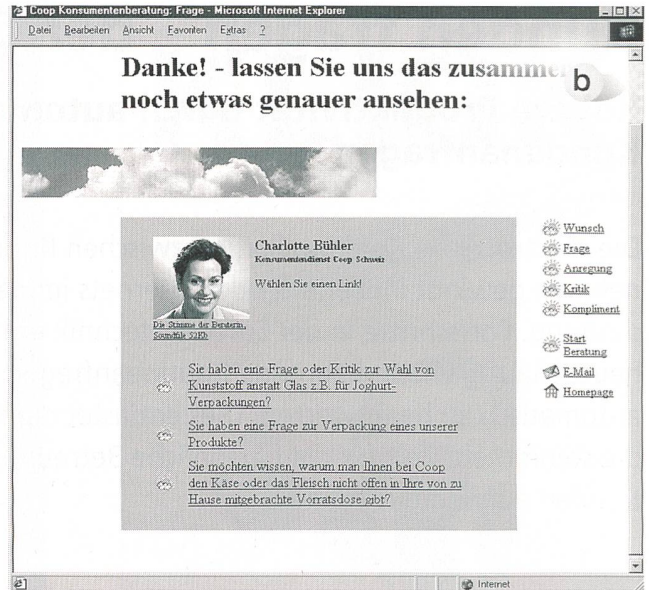 Coop Konsumentenberatung: Frage - Microsoft Internet Explorer
Datei Bearbeiten Ansicht Favoriten Extras ?
Danke! - lassen Sie uns das zusammen
noch etwas genauer ansehen:
b
Charlotte Bühler
Konsumentendienst Coop Schweiz
Wählen Sie einen Link!
Die Stimme der Beraterin,
Soundfile 52Kb
Sie haben eine Frage oder Kritik zur Wahl von
Kunststoff anstatt Glas z.B. für Joghurt-
Verpackungen?
Sie haben eine Frage zur Verpackung eines unserer
Produkte?
Sie möchten wissen, warum man Ihnen bei Coop
den Käse oder das Fleisch nicht offen in Ihre von zu
Hause mitgebrachte Vorratsdose gibt?
Wunsch
Frage
Anregung
Kritik
Kompliment
Start
Beratung
E-Mail
Homepage
Internet